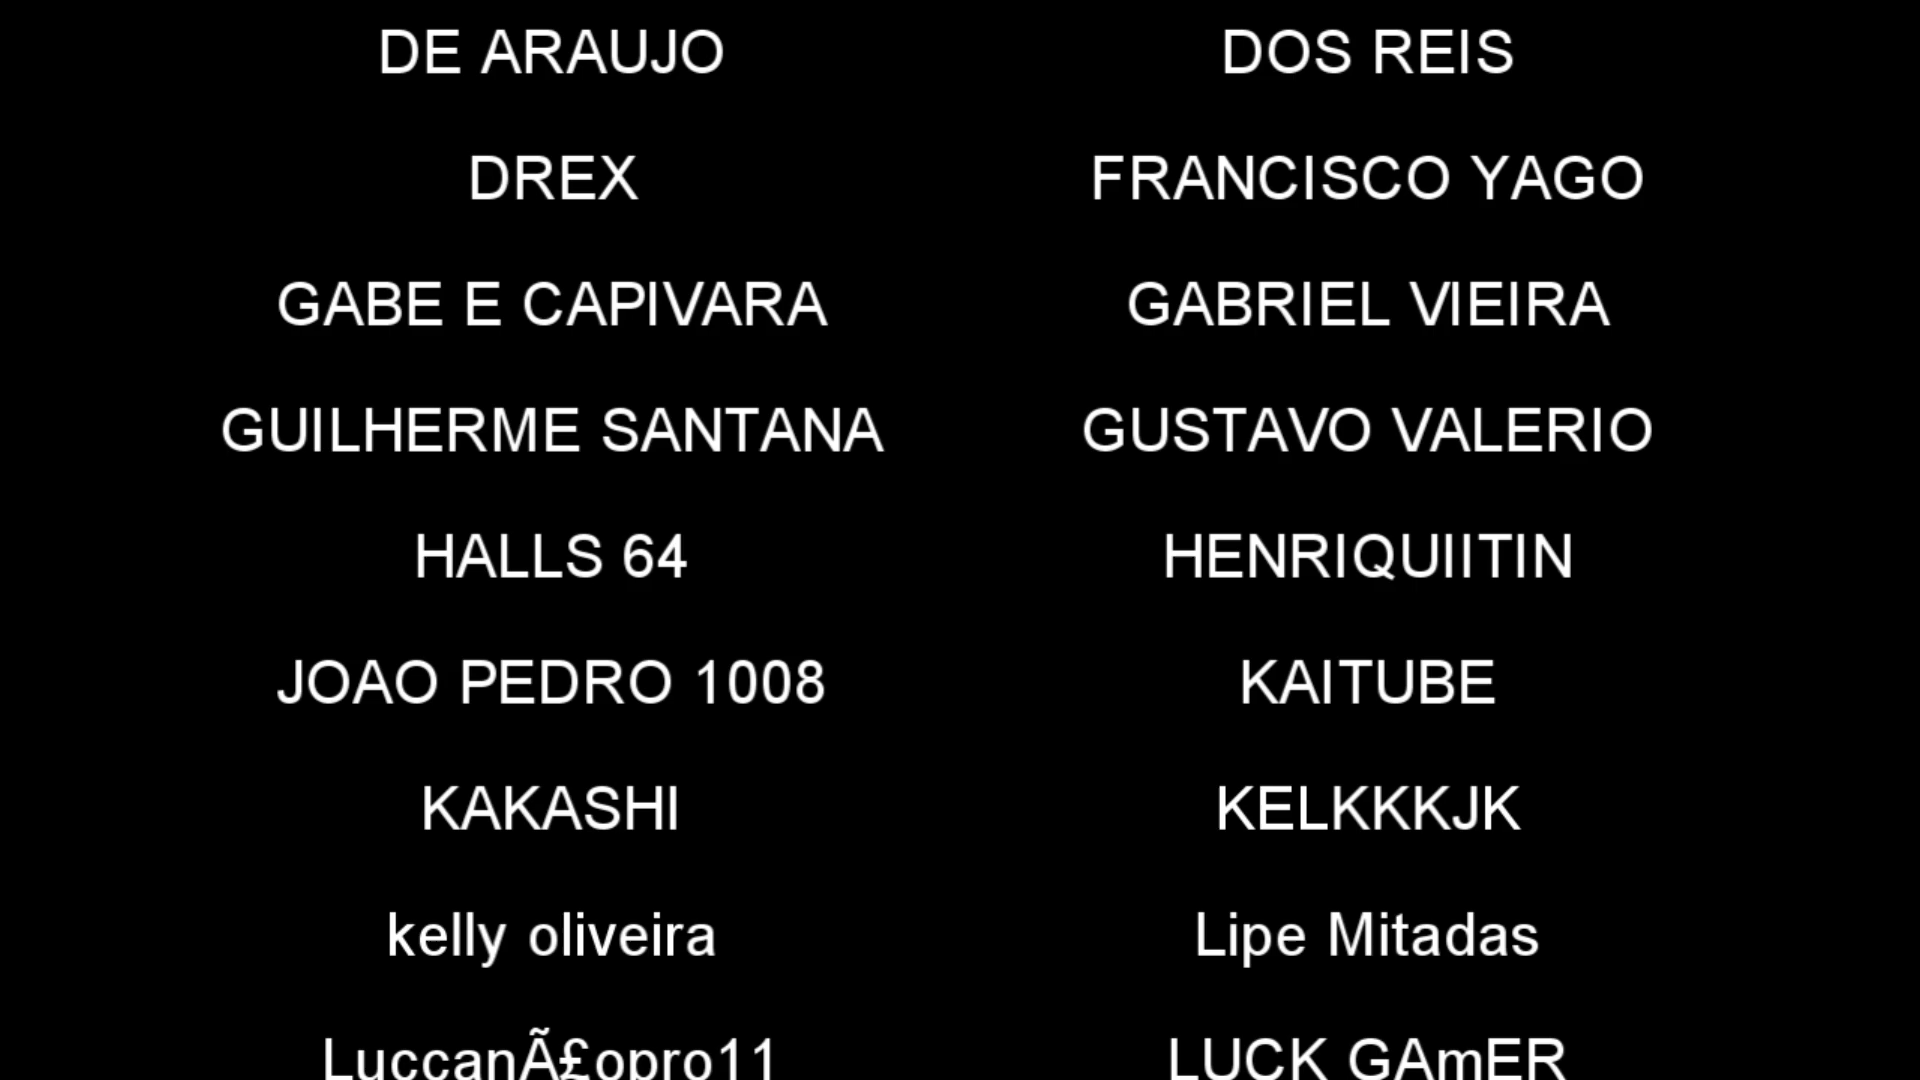 DE ARAUJO DOS REIS
DREX FRANCISCO YAGO
GABE E CAPIVARA GABRIEL VIEIRA
GUILHERME SANTANA GUSTAVO VALERIO
HALLS 64 HENRIQUIITIN
JOAO PEDRO 1008 KAITUBE
KAKASHI KELKKKJK
kelly oliveira Lipe Mitadas
LuccanÃ£opro11 LUCK GAmER